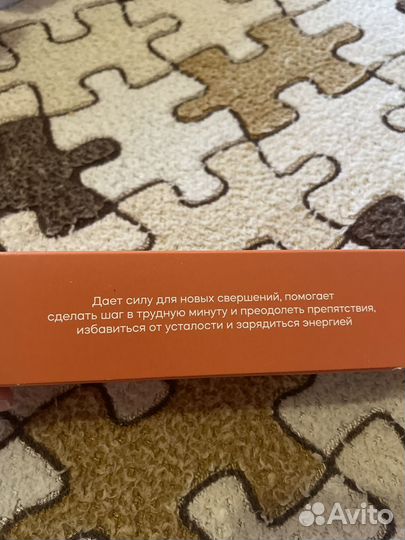 Дает силу для новых свершений, помогает
сделать шаг в трудную минуту и преодолеть препятствия,
избавиться от усталости и зарядиться энергией
Avito